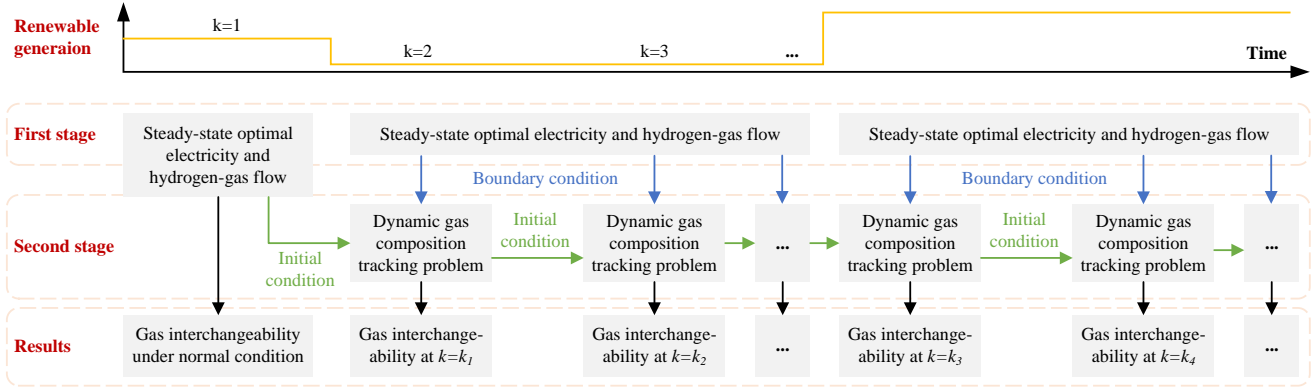 Renewable
generaion
k=1
k=2
k=3
...
Time
First stage
Steady-state optimal
electricity and
hydrogen-gas flow
Steady-state optimal electricity and hydrogen-gas flow
Steady-state optimal electricity and hydrogen-gas flow
Boundary condition
Boundary condition
Second stage
Initial
condition
Dynamic gas
composition
tracking problem
Initial
condition
Dynamic gas
composition
tracking problem
...
Dynamic gas
composition
tracking problem
Initial
condition
Dynamic gas
composition
tracking problem
...
Results
Gas interchangeability
under normal condition
Gas interchange-
ability at k=k1
Gas interchange-
ability at k=k2
...
Gas interchange-
ability at k=k3
Gas interchange-
ability at k=k4
...